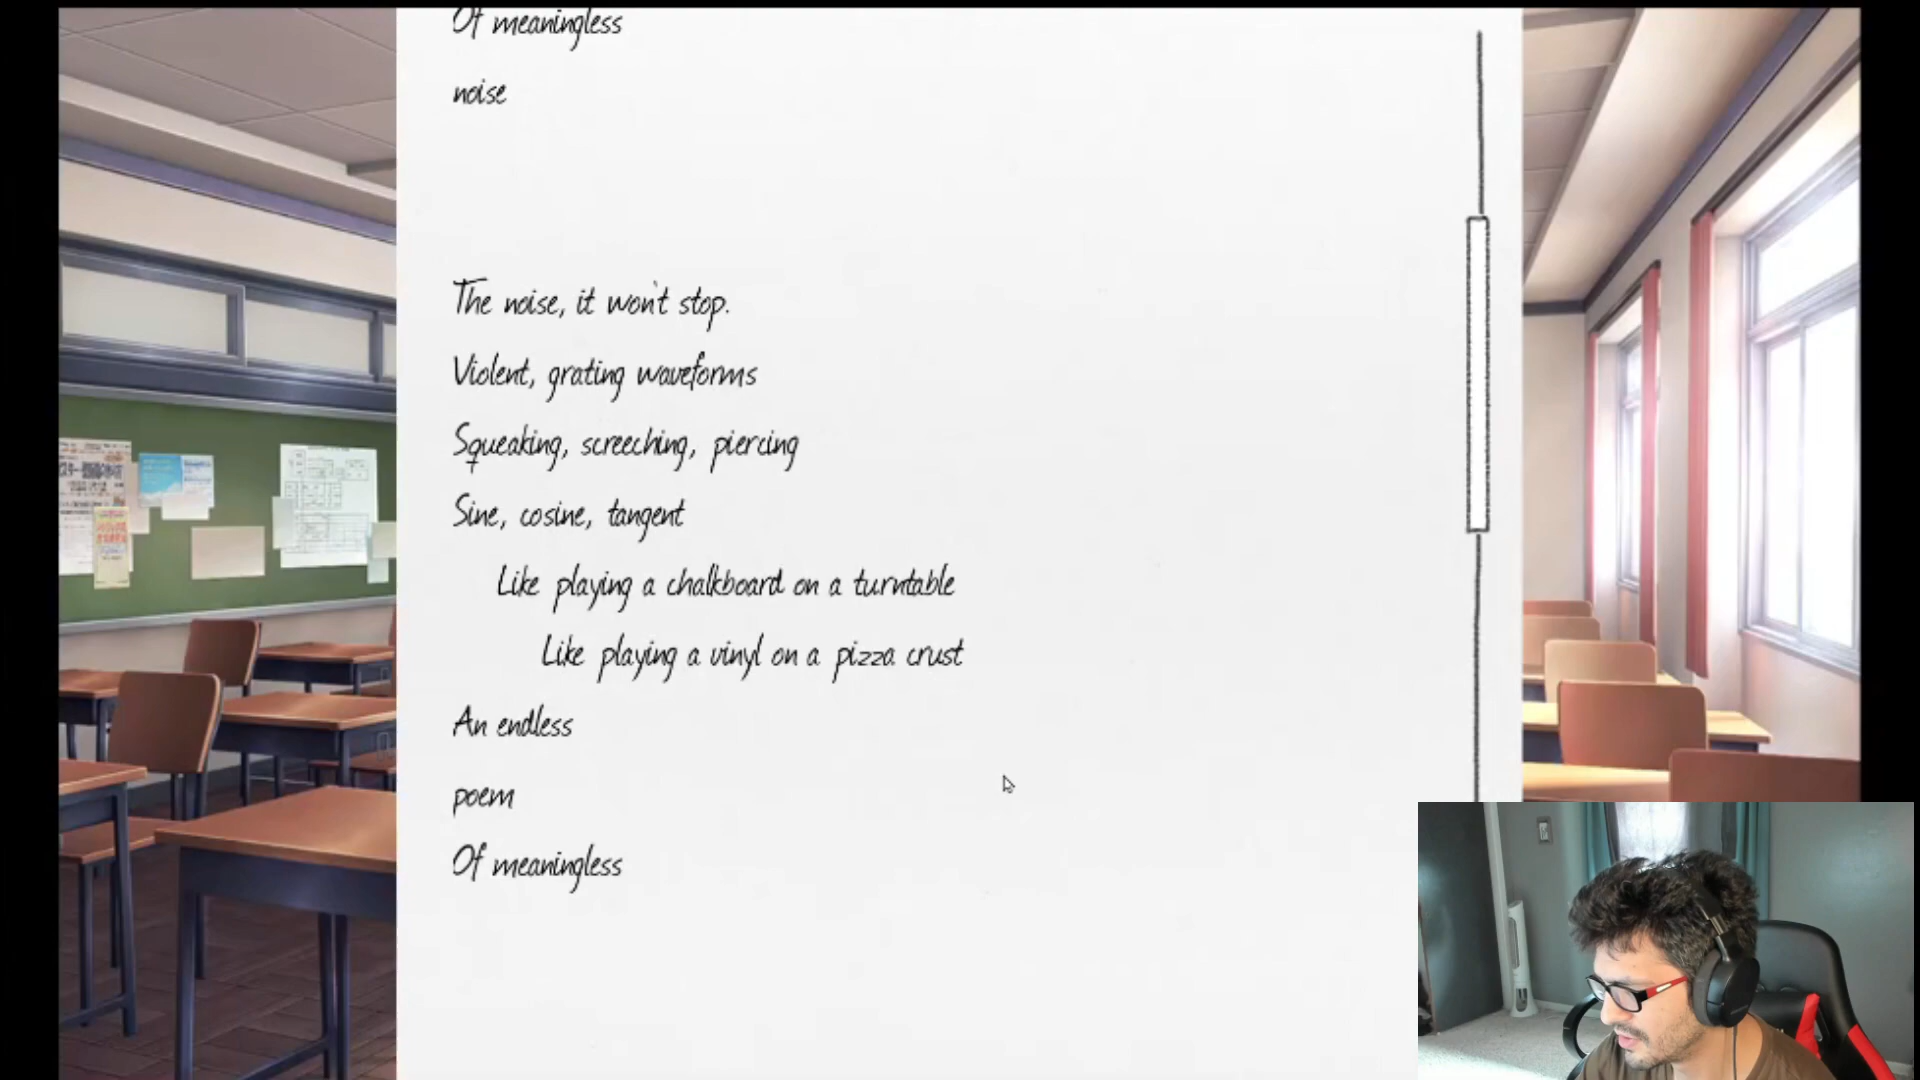 Of meaningless
noise
The noise, it won't stop.
Violent, grating waveforms
Squeaking, screeching, piercing
Sine, cosine, tangent
Like playing a chalkboard on a turntable
Like playing a vinyl on a pizza crust
An endless
poem
Of meaningless